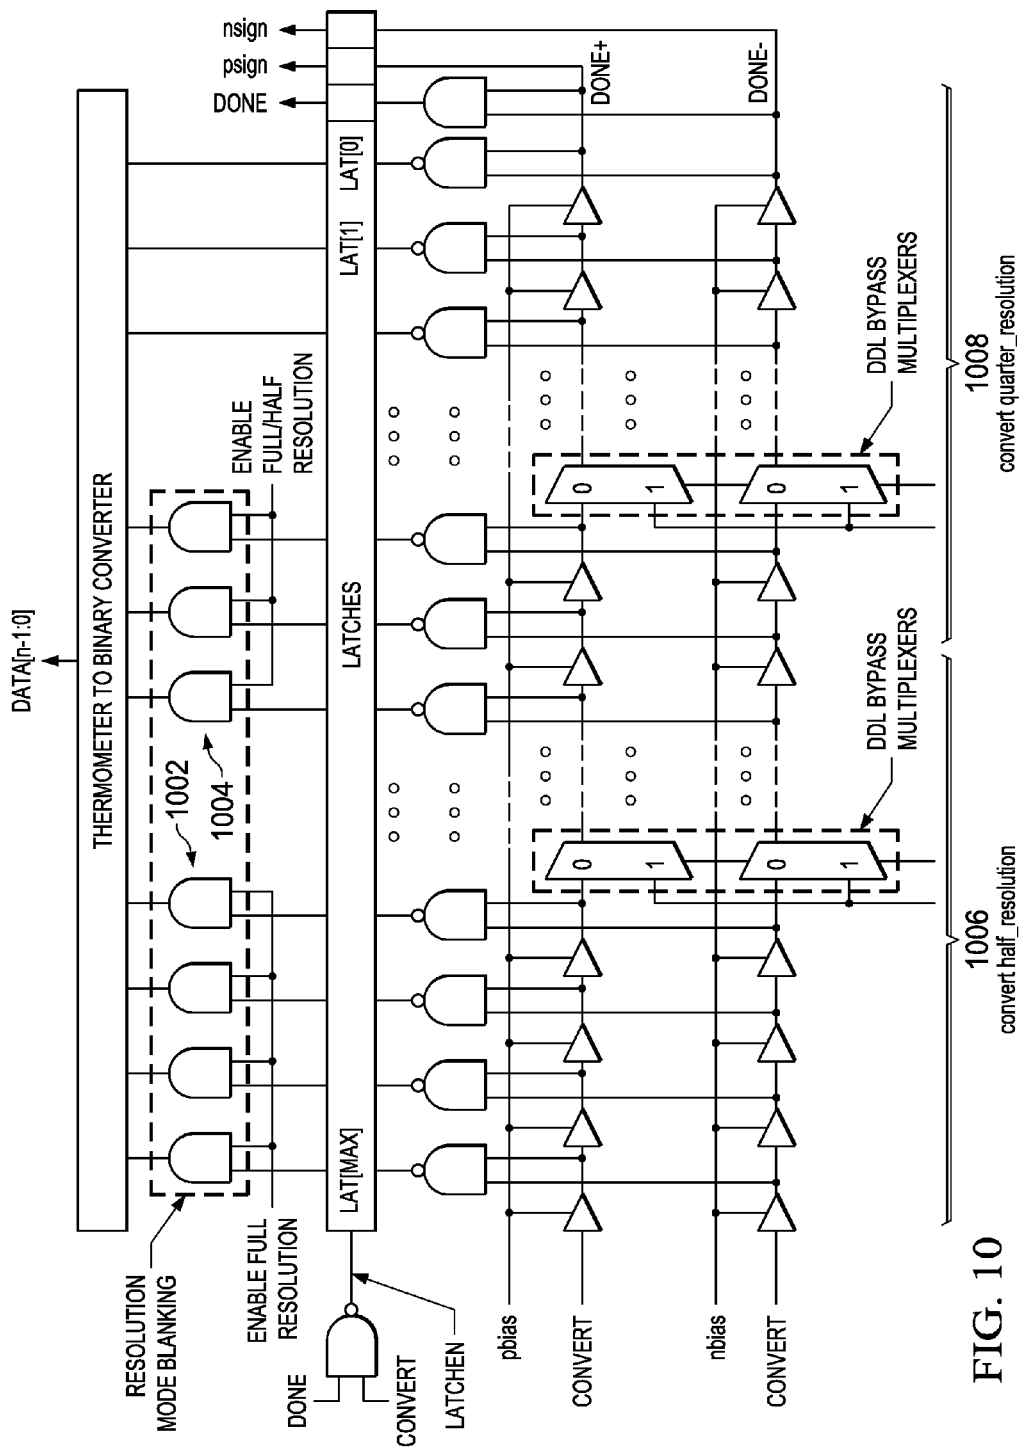 DATA[n-1:0]
THERMOMETER TO BINARY CONVERTER
RESOLUTION
MODE BLANKING
1002
1004
ENABLE
FULL/HALF
RESOLUTION
ENABLE FULL
RESOLUTION
DONE
CONVERT
LATCHEN
LAT[MAX]
LATCHES
LAT[1]
LAT[0]
DONE
psign
nsign
pbias
CONVERT
nbias
CONVERT
DONE+
DONE-
0
1
0
1
0
1
0
1
DDL BYPASS
MULTIPLEXERS
DDL BYPASS
MULTIPLEXERS
1006
convert half_resolution
1008
convert quarter_resolution
FIG. 10